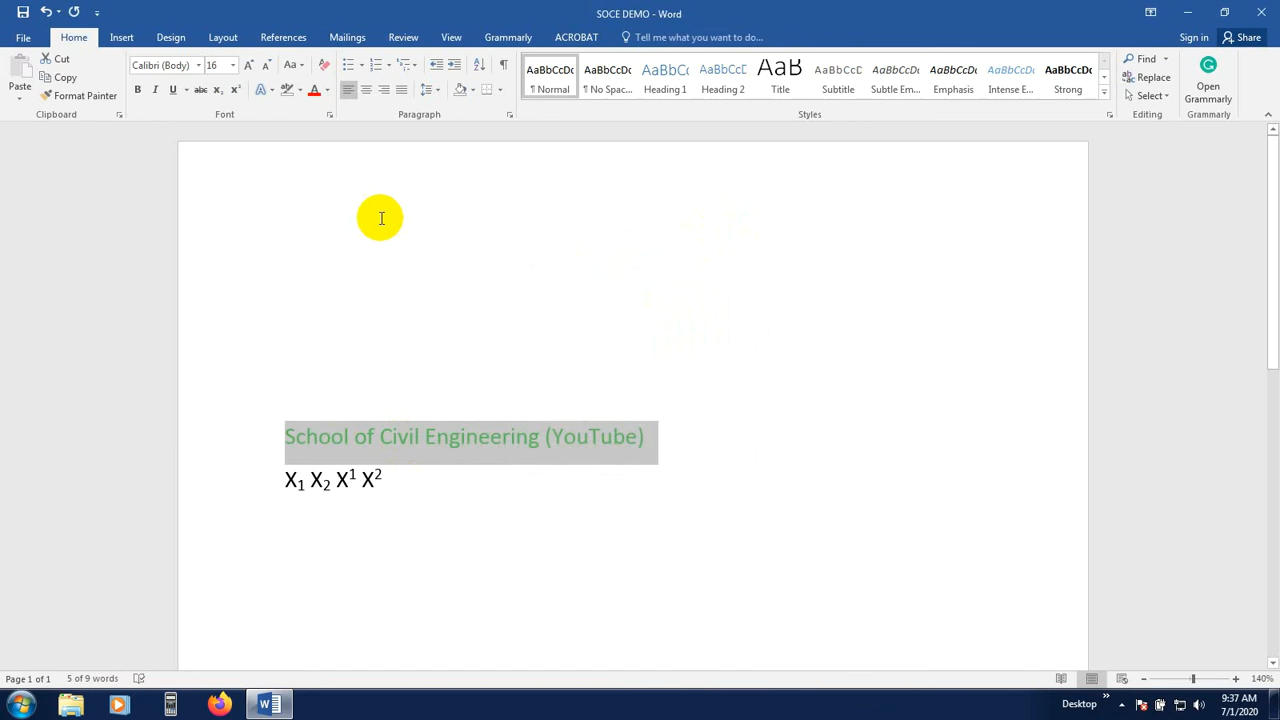 SOCE DEMO - Word
File Home Insert Design Layout References Mailings Review View Grammarly ACROBAT Tell me what you want to do... Sign in Share
Paste Cut Copy Format Painter
Calibri (Body) 16
AaBbCcDc AaBbCcDc AaBbCc AaBbCcD AaB AaBbCcD AaBbCcDc AaBbCcDc AaBbCcDc AaBbCcDc
¶ Normal ¶ No Spac... Heading 1 Heading 2 Title Subtitle Subtle Em... Emphasis Intense E... Strong
Find Replace Select
Open Grammarly
Clipboard Font Paragraph Styles Editing Grammarly
School of Civil Engineering (YouTube)
X₁ X₂ X¹ X²
Page 1 of 1 5 of 9 words 140%
Desktop 9:37 AM
7/1/2020